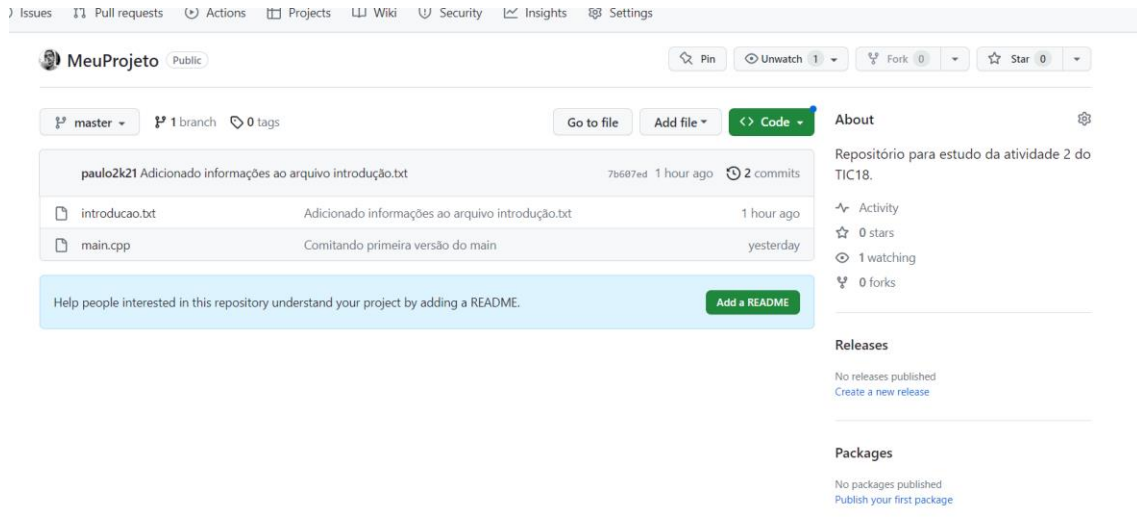 Issues Pull requests Actions Projects Wiki Security Insights Settings
MeuProjeto Public Pin Unwatch 1 Fork 0 Star 0
master 1 branch 0 tags Go to file Add file Code
paulo2k21 Adicionado informações ao arquivo introdução.txt 7b607ed 1 hour ago 2 commits
introducao.txt Adicionado informações ao arquivo introdução.txt 1 hour ago
main.cpp Comitando primeira versão do main yesterday
Help people interested in this repository understand your project by adding a README. Add a README
About
Repositório para estudo da atividade 2 do
TIC18.
Activity
0 stars
1 watching
0 forks
Releases
No releases published
Create a new release
Packages
No packages published
Publish your first package